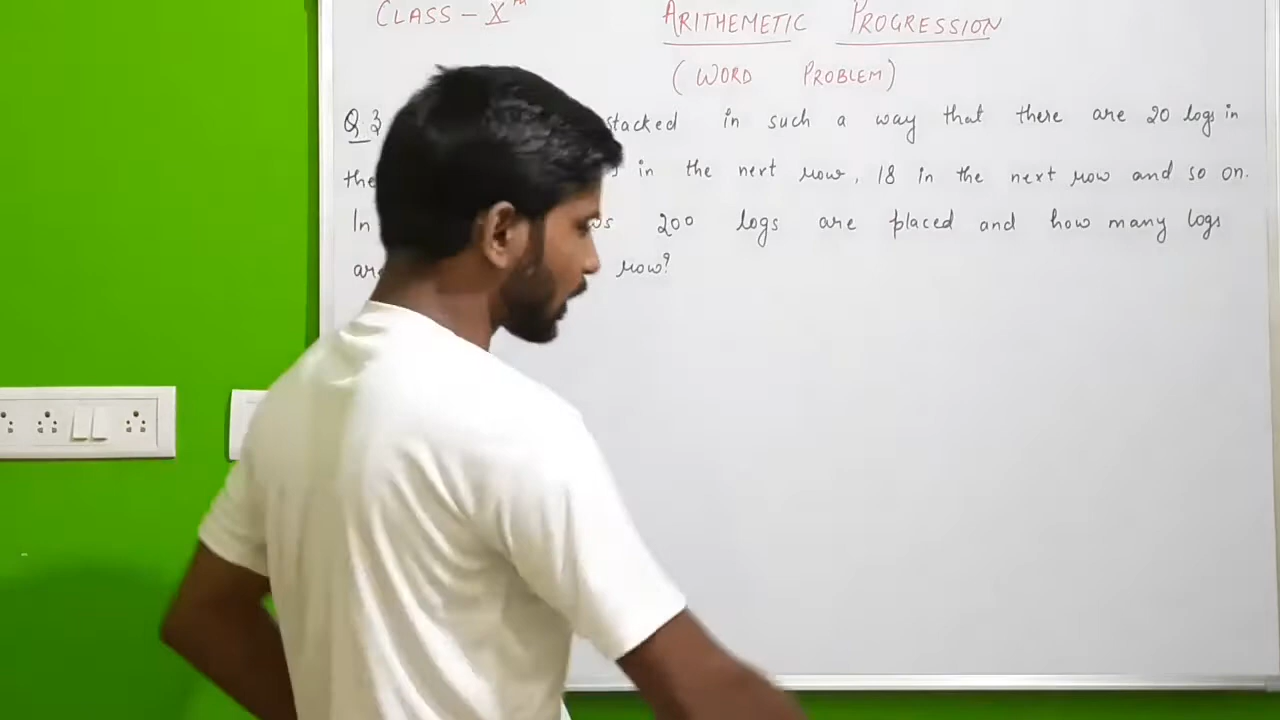 CLASS - Xth
ARITHEMETIC PROGRESSION
(WORD PROBLEM)
Q.3 stacked in such a way that there are 20 logs in
the in the next row, 18 in the next row and so on.
In 200 logs are placed and how many logs
are row?